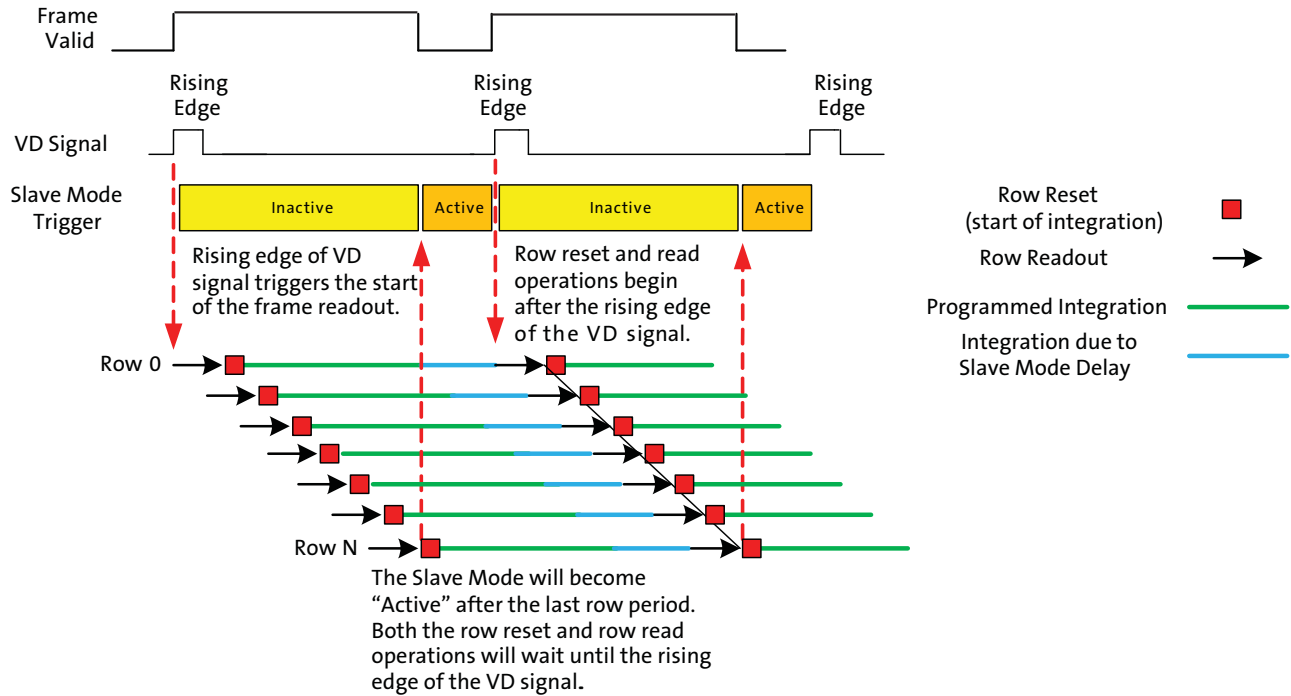 Frame
Valid
Rising
Edge
Rising
Edge
Rising
Edge
VD Signal
Slave Mode
Trigger
Inactive
Active
Inactive
Active
Rising edge of VD
signal triggers the start
of the frame readout.
Row reset and read
operations begin
after the rising edge
of the VD signal.
Row Reset
(start of integration)
Row Readout
Programmed Integration
Integration due to
Slave Mode Delay
Row 0
Row N
The Slave Mode will become
“Active” after the last row period.
Both the row reset and row read
operations will wait until the rising
edge of the VD signal.